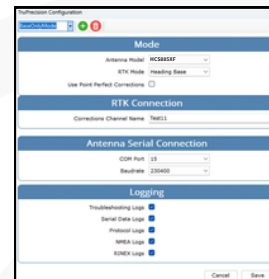 TruPrecision Configuration
BaseOnlyMode
Mode
Antenna Model HCS885XF
RTK Mode Heading Base
Use Point Perfect Corrections
RTK Connection
Corrections Channel Name Test11
Antenna Serial Connection
COM Port 15
Baudrate 230400
Logging
Troubleshooting Logs
Serial Data Logs
Protocol Logs
NMEA Logs
RINEX Logs
Cancel Save